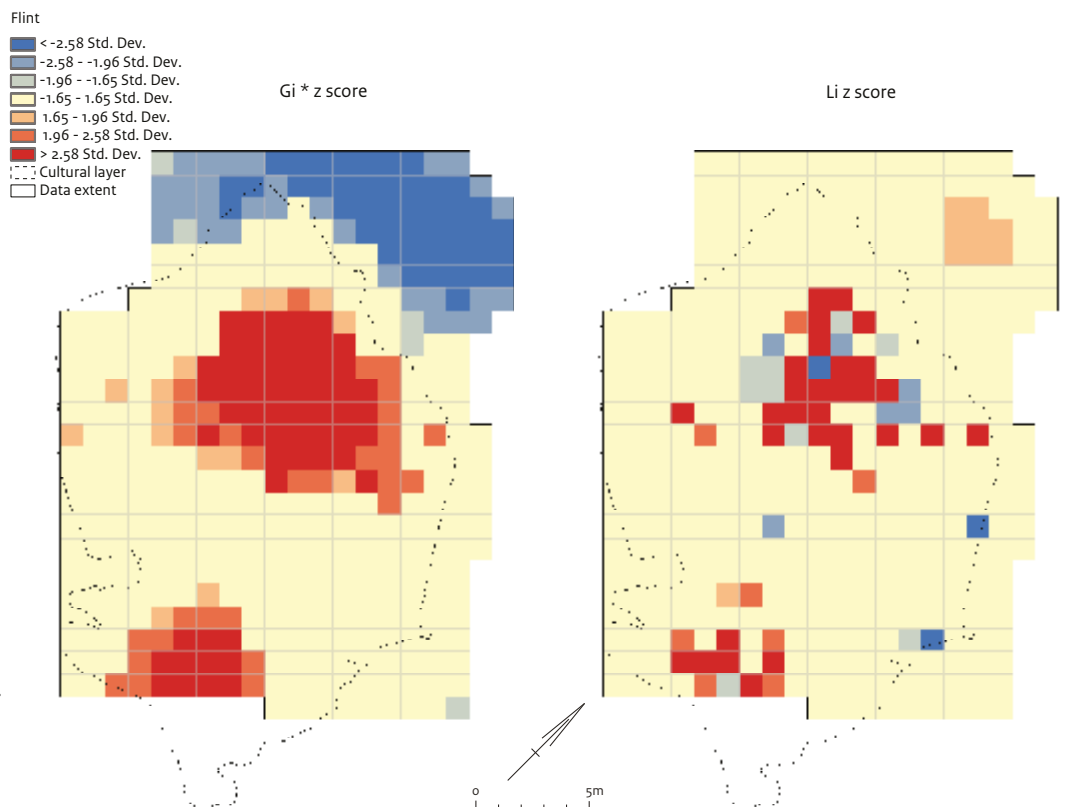 Flint
< -2.58 Std. Dev.
-2.58 - -1.96 Std. Dev.
-1.96 - -1.65 Std. Dev.
-1.65 - 1.65 Std. Dev.
1.65 - 1.96 Std. Dev.
1.96 - 2.58 Std. Dev.
> 2.58 Std. Dev.
Cultural layer
Data extent
Gi * z score
Li z score
0 5m